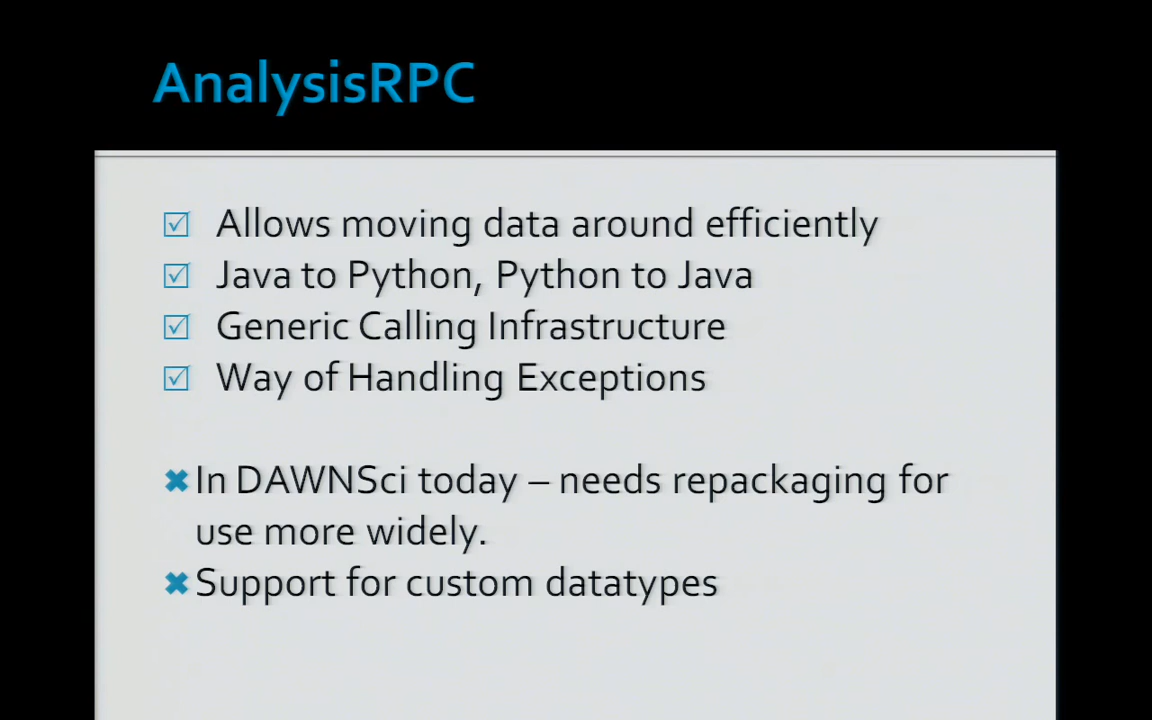 AnalysisRPC
Allows moving data around efficiently
Java to Python, Python to Java
Generic Calling Infrastructure
Way of Handling Exceptions
In DAWNSci today – needs repackaging for
use more widely.
Support for custom datatypes